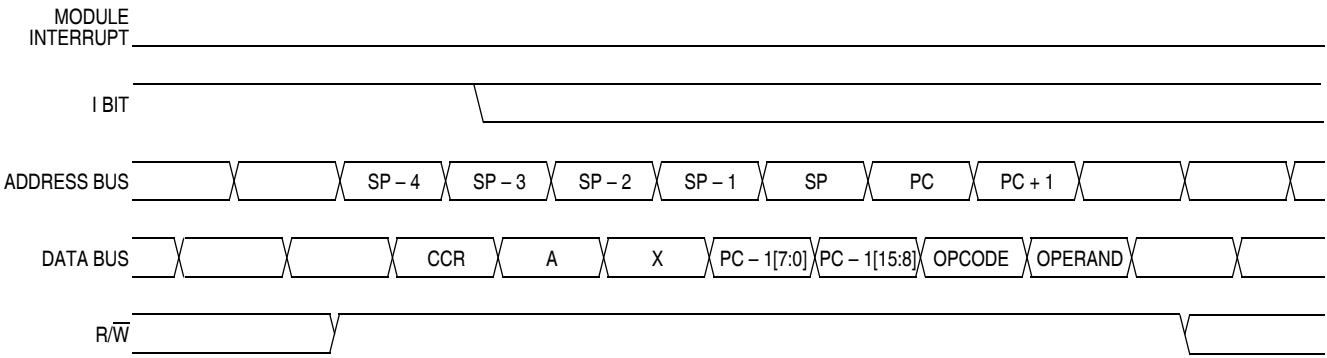 MODULE
INTERRUPT
I BIT
ADDRESS BUS SP – 4 SP – 3 SP – 2 SP – 1 SP PC PC + 1
DATA BUS CCR A X PC – 1[7:0] PC – 1[15:8] OPCODE OPERAND
R/W̅